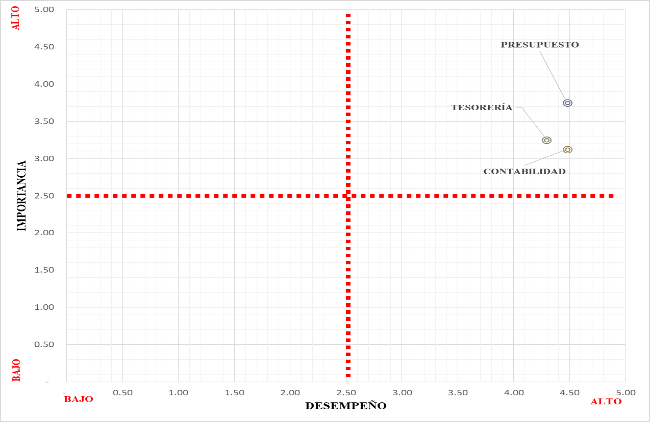 ALTO
5.00
4.50
PRESUPUESTO
4.00
3.50
TESORERÍA
3.00
CONTABILIDAD
IMPORTANCIA
2.50
2.00
1.50
1.00
0.50
BAJO
-
BAJO
0.50
1.00
1.50
2.00
2.50
3.00
3.50
4.00
4.50
5.00
DESEMPEÑO
ALTO